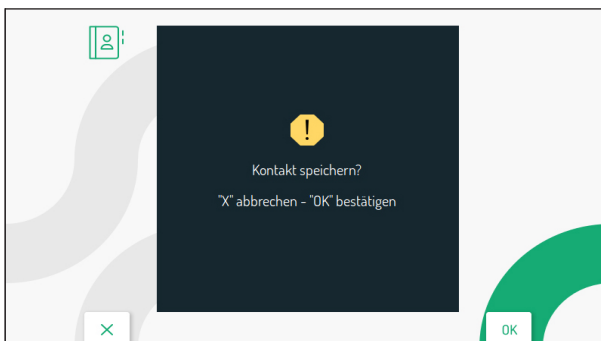 !
Kontakt speichern?
"X" abbrechen - "OK" bestätigen
OK